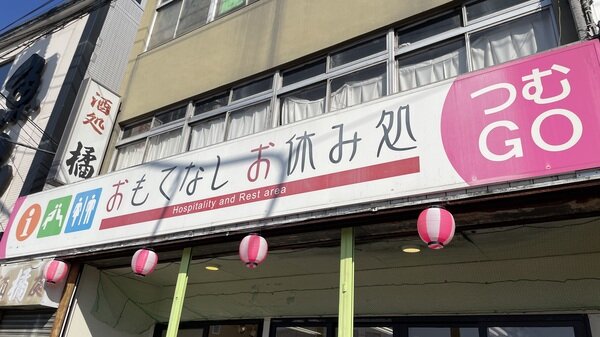 酒処
橘
おもてなしお休み処
Hospitality and Rest area
つむ
GO
橘